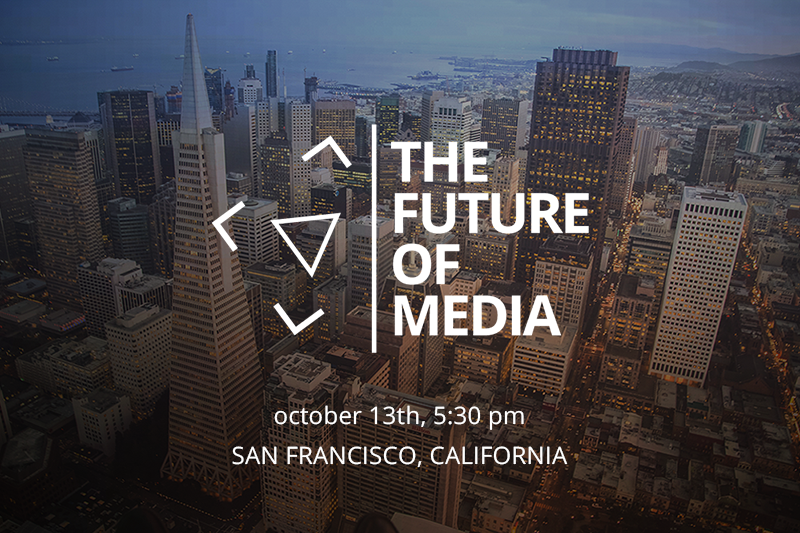 THE
FUTURE
OF
MEDIA
october 13th, 5:30 pm
SAN FRANCISCO, CALIFORNIA